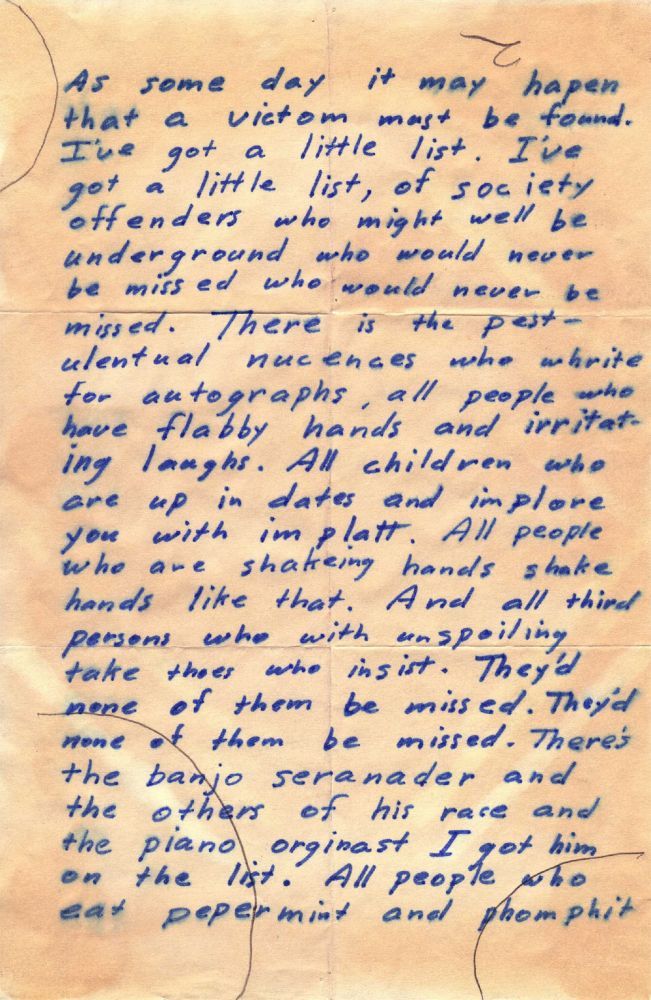 As some day it may hapen
that a victom must be found.
I've got a little list. I've
got a little list, of society
offenders who might well be
underground who would never
be missed who would never be
missed. There is the pest-
ulentual nucences who whrite
for autographs, all people who
have flabby hands and irritat-
ing laughs. All children who
are up in dates and implore
you with im platt. All people
who are shakeing hands shake
hands like that. And all third
persons who with unspoiling
take thoes who insist. They'd
none of them be missed. They'd
none of them be missed. There's
the banjo seranader and
the others of his race and
the piano orginast I got him
on the list. All people who
eat pepermint and phomphit